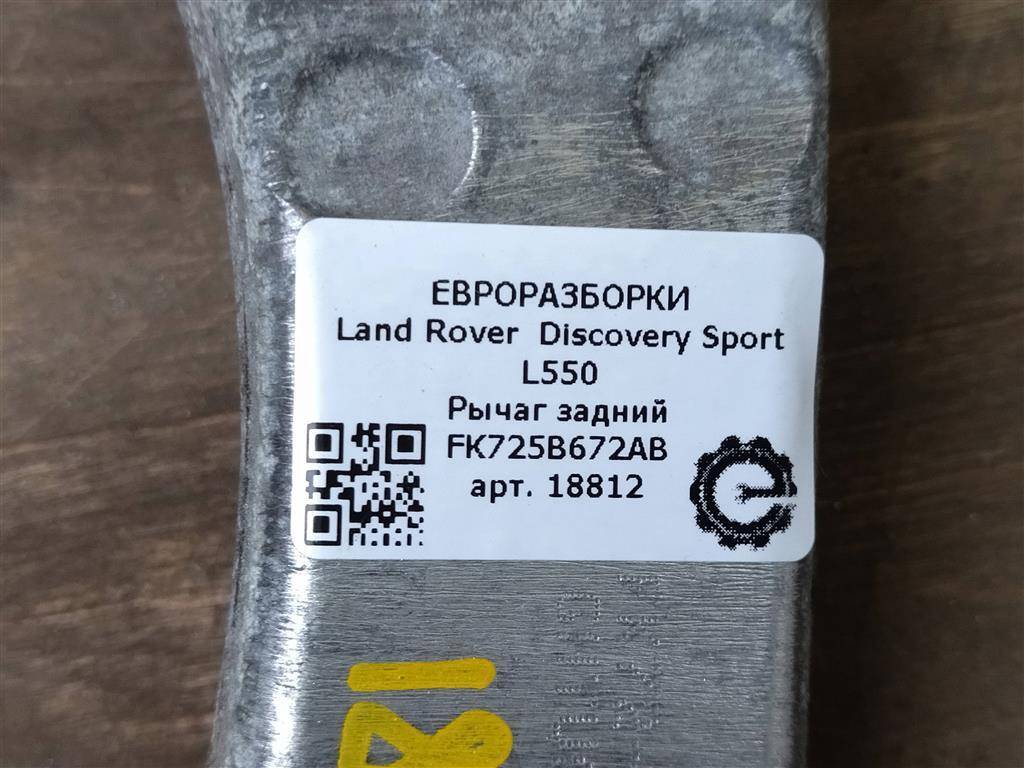 ЕВРОРАЗБОРКИ
Land Rover Discovery Sport
L550
Рычаг задний
FK725B672AB
арт. 18812